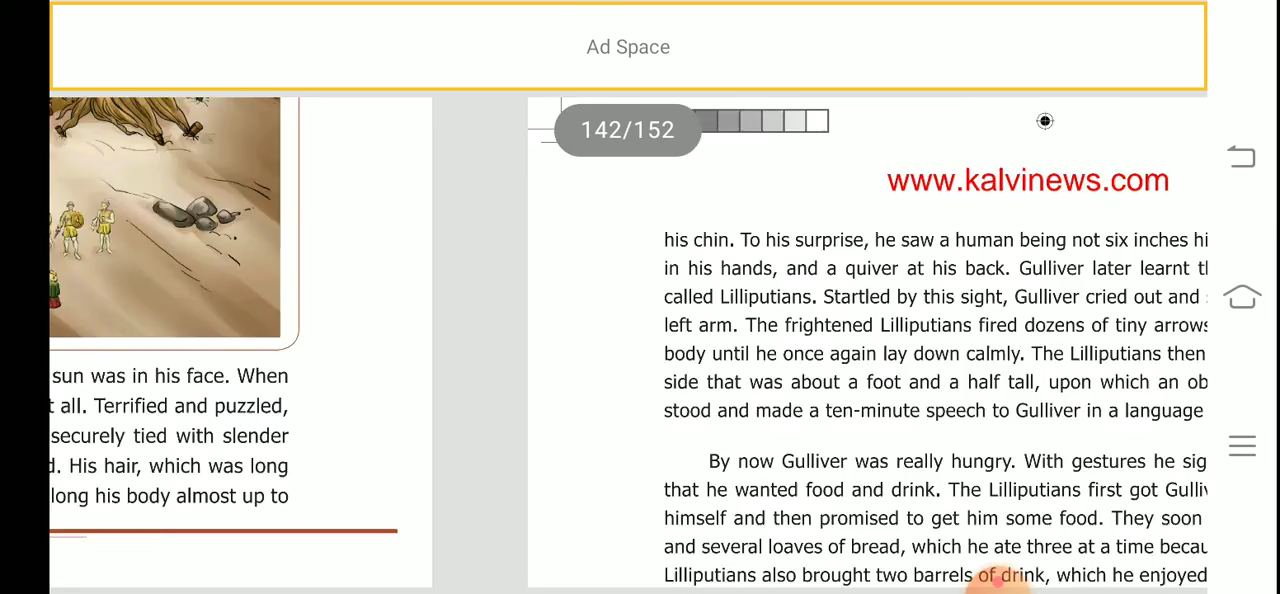 Ad Space
142/152
www.kalvinews.com
sun was in his face. When
all. Terrified and puzzled,
securely tied with slender
His hair, which was long
long his body almost up to
his chin. To his surprise, he saw a human being not six inches
in his hands, and a quiver at his back. Gulliver later learnt
called Lilliputians. Startled by this sight, Gulliver cried out and
left arm. The frightened Lilliputians fired dozens of tiny arrows
body until he once again lay down calmly. The Lilliputians then
side that was about a foot and a half tall, upon which an ob
stood and made a ten-minute speech to Gulliver in a language
By now Gulliver was really hungry. With gestures he sig
that he wanted food and drink. The Lilliputians first got
himself and then promised to get him some food. They soon
and several loaves of bread, which he ate three at a time becau
Lilliputians also brought two barrels of drink, which he enjoyed